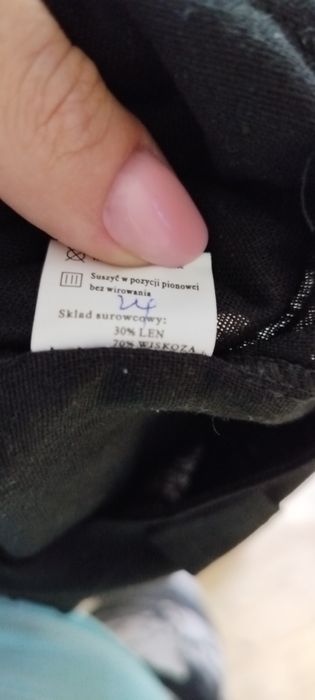 Suszyć w pozycji pionowej
bez wirowania
Skład surowcowy:
30% LEN
70% WISKOZA